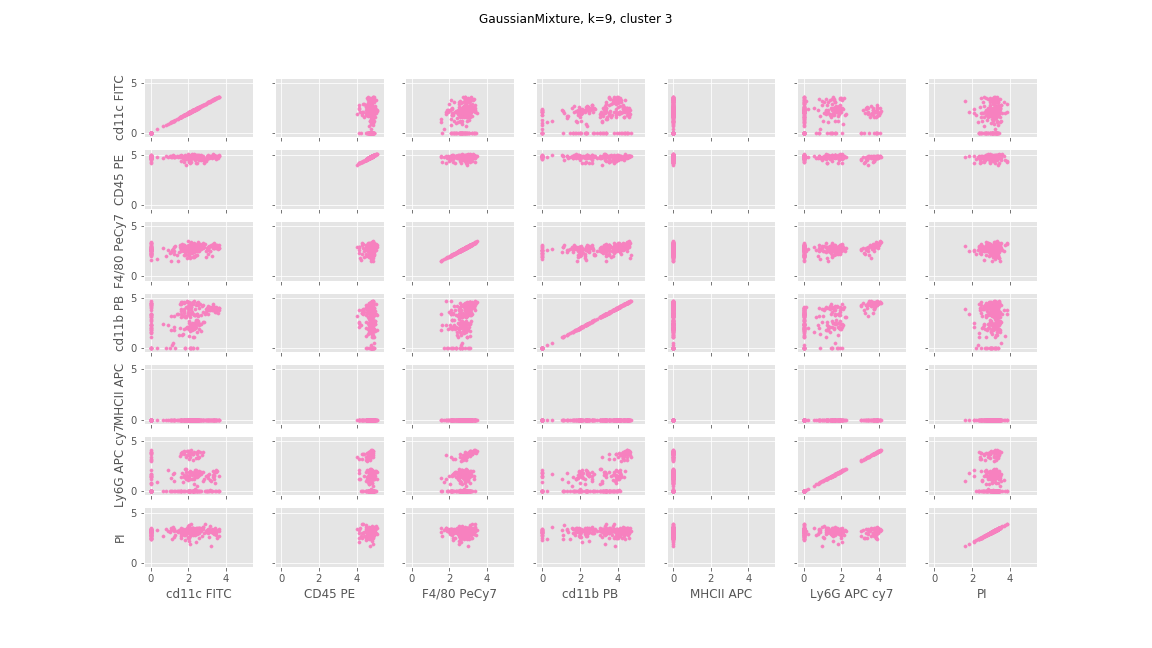 GaussianMixture, k=9, cluster 3
cd11c FITC
5
0
CD45 PE
5
0
F4/80 PeCy7
5
0
cd11b PB
5
0
MHCII APC
5
0
Ly6G APC cy7
5
0
PI
5
0
0 2 4 0 2 4 0 2 4 0 2 4 0 2 4 0 2 4 0 2 4
cd11c FITC CD45 PE F4/80 PeCy7 cd11b PB MHCII APC Ly6G APC cy7 PI